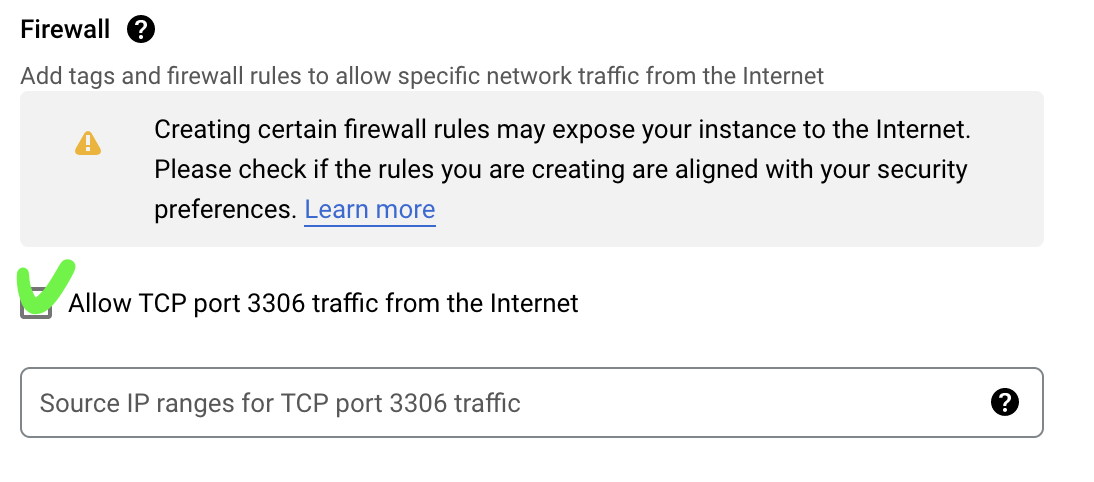 Firewall ?
Add tags and firewall rules to allow specific network traffic from the Internet
Creating certain firewall rules may expose your instance to the Internet.
Please check if the rules you are creating are aligned with your security
preferences. Learn more
Allow TCP port 3306 traffic from the Internet
Source IP ranges for TCP port 3306 traffic ?